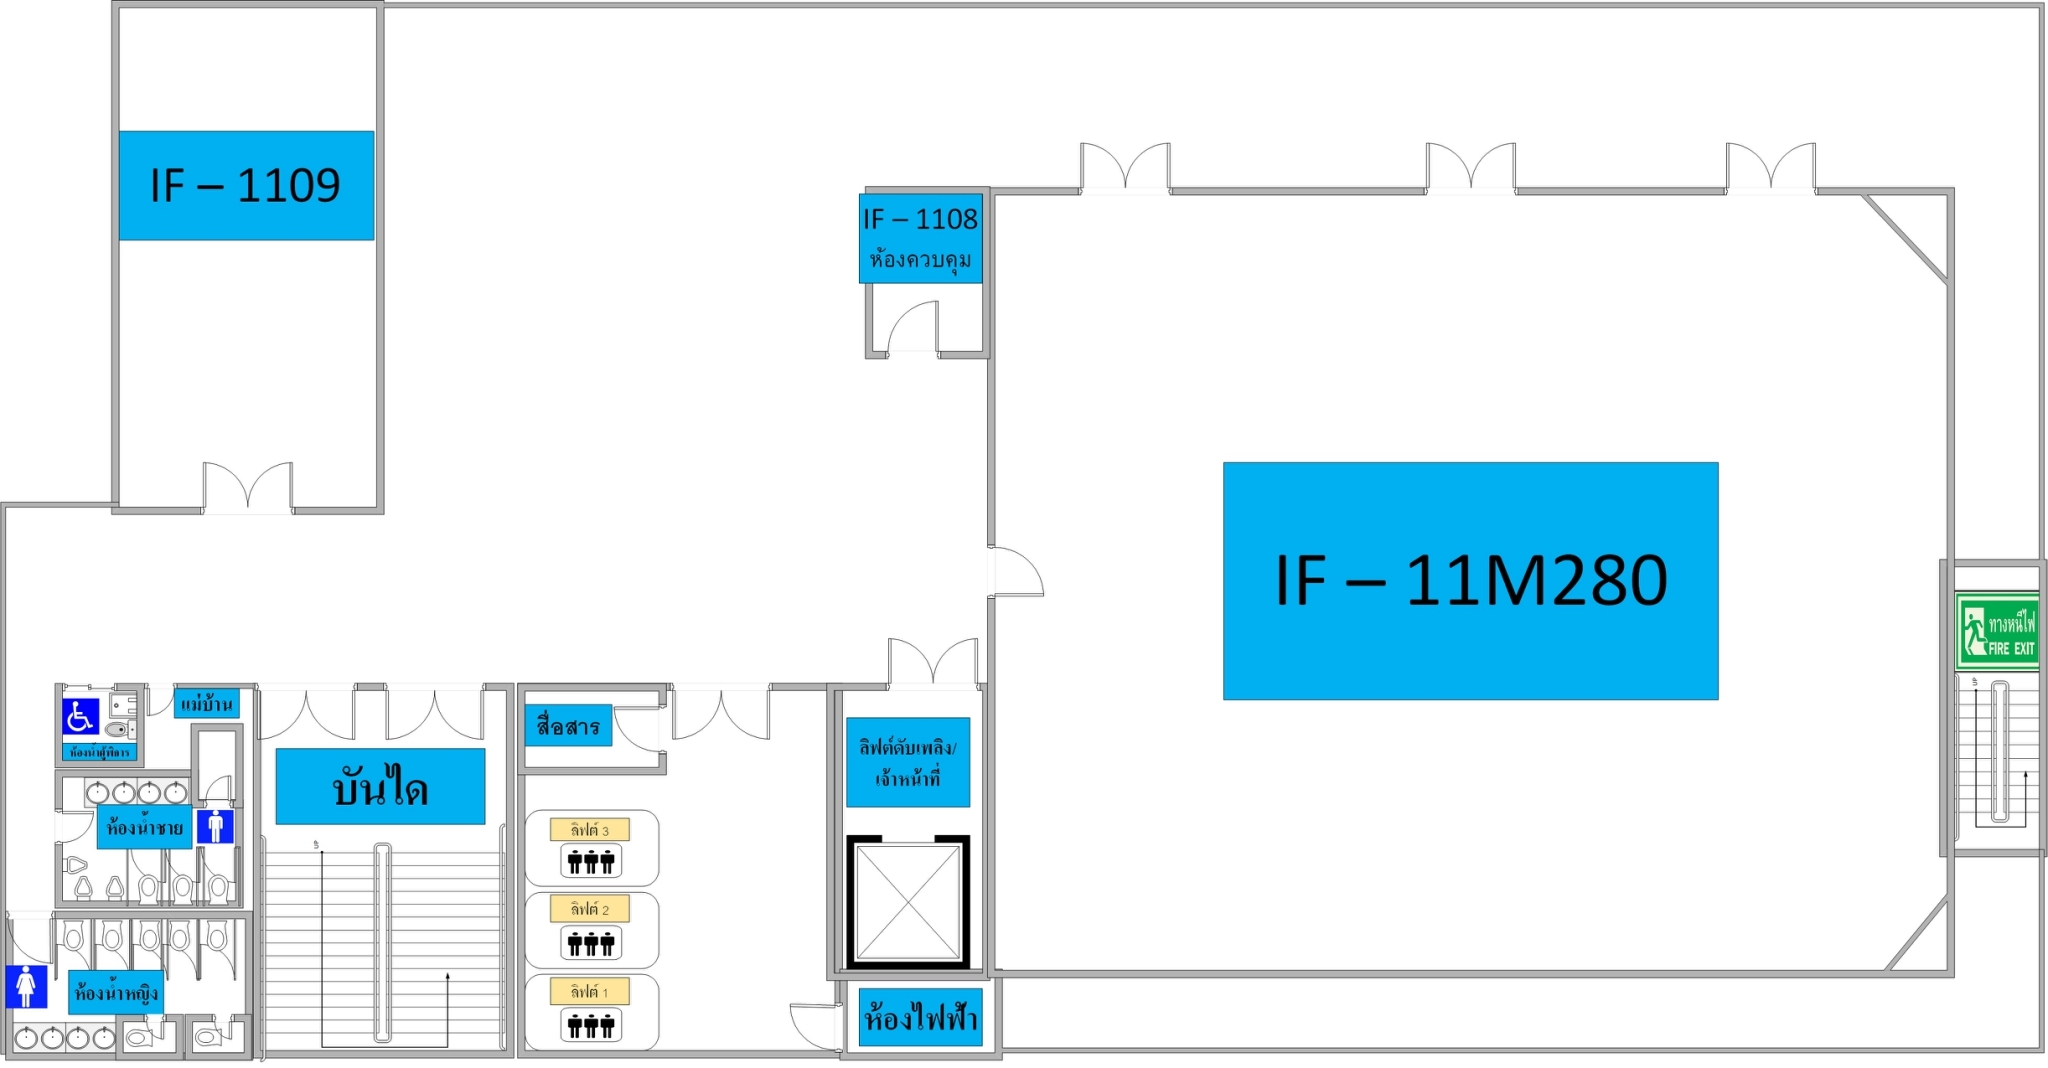 IF – 1109
IF – 1108
ห้องควบคุม
IF – 11M280
ทางหนีไฟ
FIRE EXIT
UP
แม่บ้าน
ห้องน้ำผู้พิการ
สื่อสาร
ลิฟต์ดับเพลิง/
เจ้าหน้าที่
บันได
UP
ห้องน้ำชาย
ลิฟต์ 3
ลิฟต์ 2
ลิฟต์ 1
ห้องน้ำหญิง
ห้องไฟฟ้า